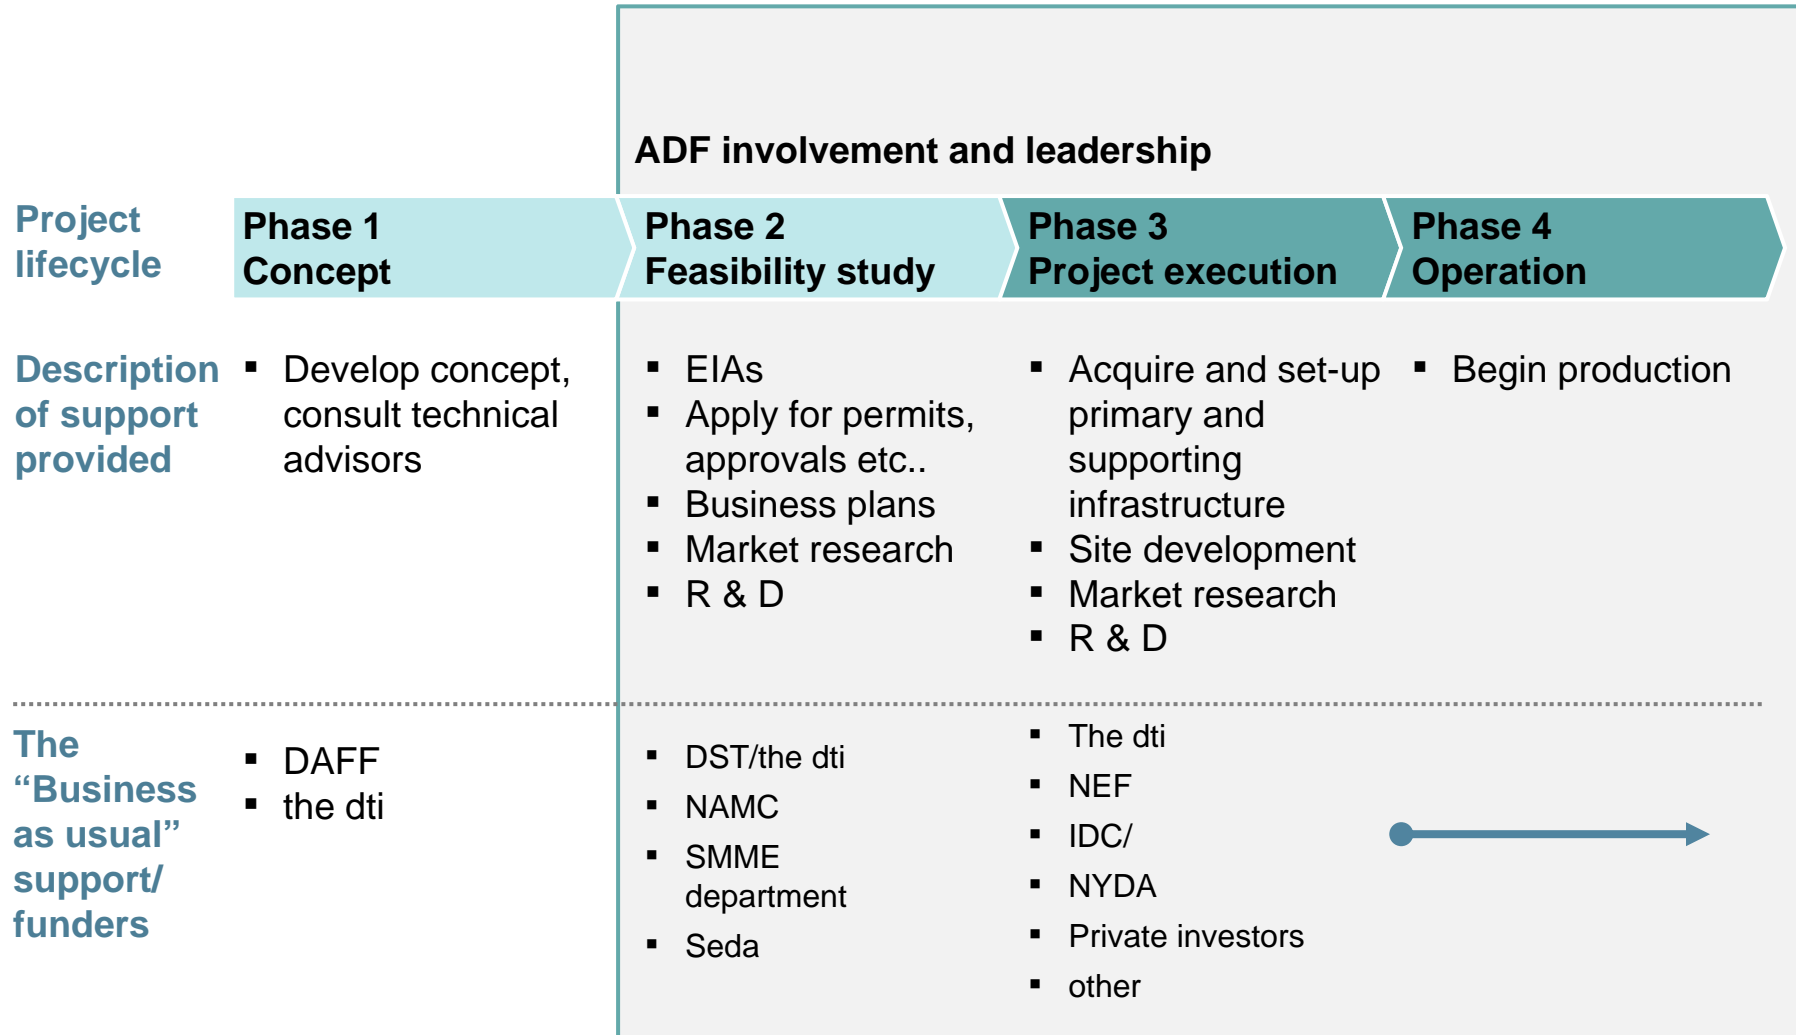 ADF involvement and leadership
Project
lifecycle
Phase 1
Concept
Phase 2
Feasibility study
Phase 3
Project execution
Phase 4
Operation
Description
of support
provided
▪ Develop concept,
consult technical
advisors
▪ EIAs
▪ Apply for permits,
approvals etc..
▪ Business plans
▪ Market research
▪ R & D
▪ Acquire and set-up
primary and
supporting
infrastructure
▪ Site development
▪ Market research
▪ R & D
▪ Begin production
The
“Business
as usual”
support/
funders
▪ DAFF
▪ the dti
▪ DST/the dti
▪ NAMC
▪ SMME
department
▪ Seda
▪ The dti
▪ NEF
▪ IDC/
▪ NYDA
▪ Private investors
▪ other